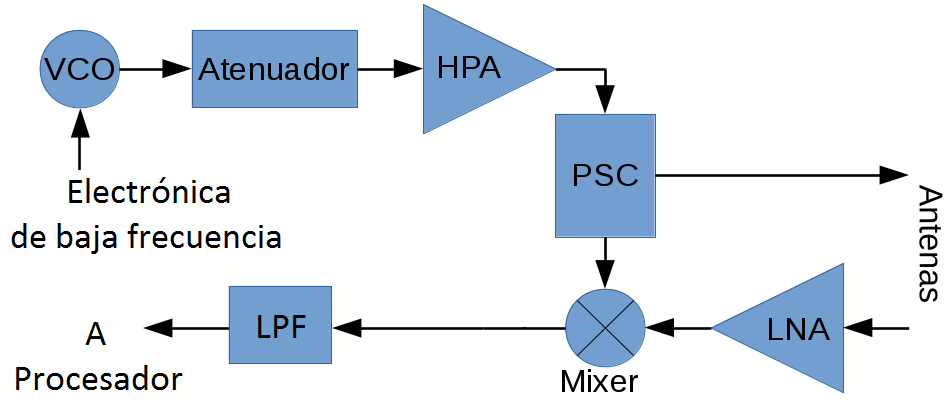 VCO
Atenuador
HPA
Electrónica
de baja frecuencia
PSC
Antenas
A
Procesador
LPF
Mixer
LNA